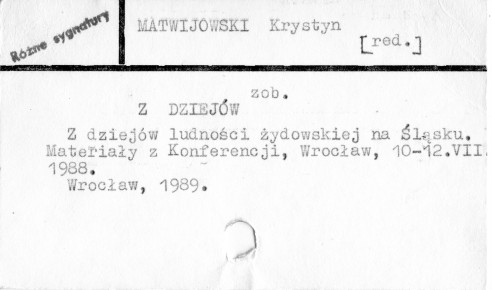 Różne sygnatury
MATWIJOWSKI Krystyn
[red.]
zob.
Z DZIEJÓW
Z dziejów ludności żydowskiej na Śląsku.
Materiały z Konferencji, Wrocław, 10-12.VII
1988.
Wrocław, 1989.